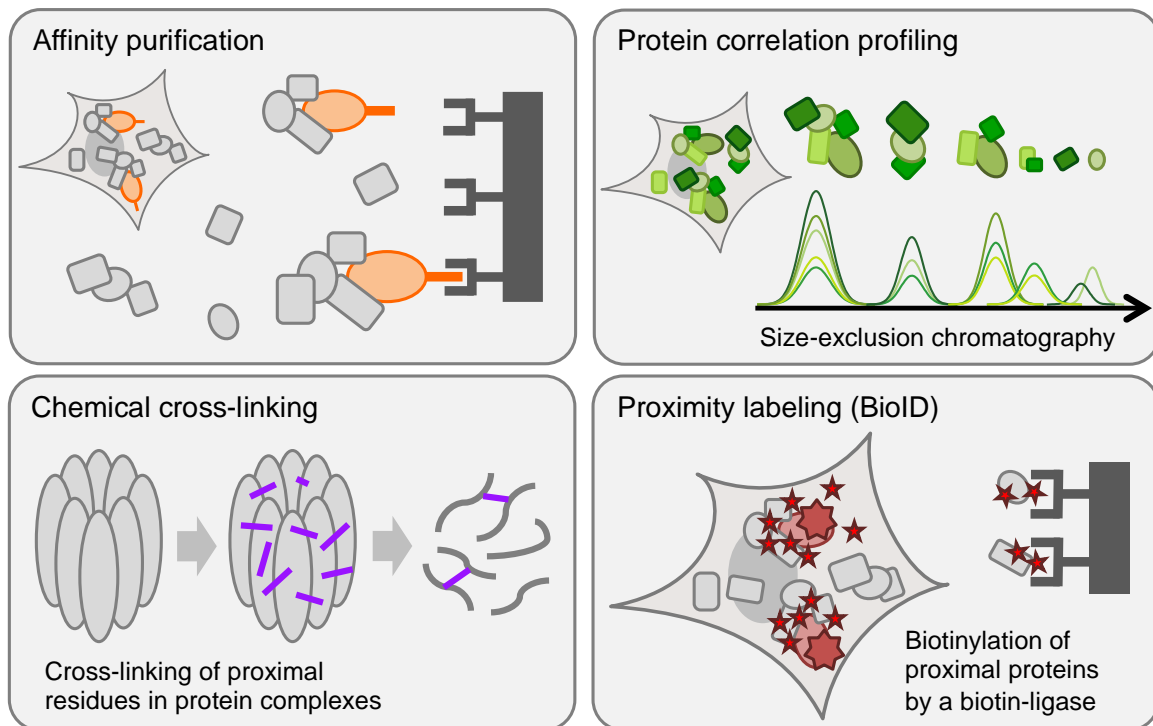 Affinity purification
Protein correlation profiling
Size-exclusion chromatography
Chemical cross-linking
Cross-linking of proximal
residues in protein complexes
Proximity labeling (BioID)
Biotinylation of
proximal proteins
by a biotin-ligase